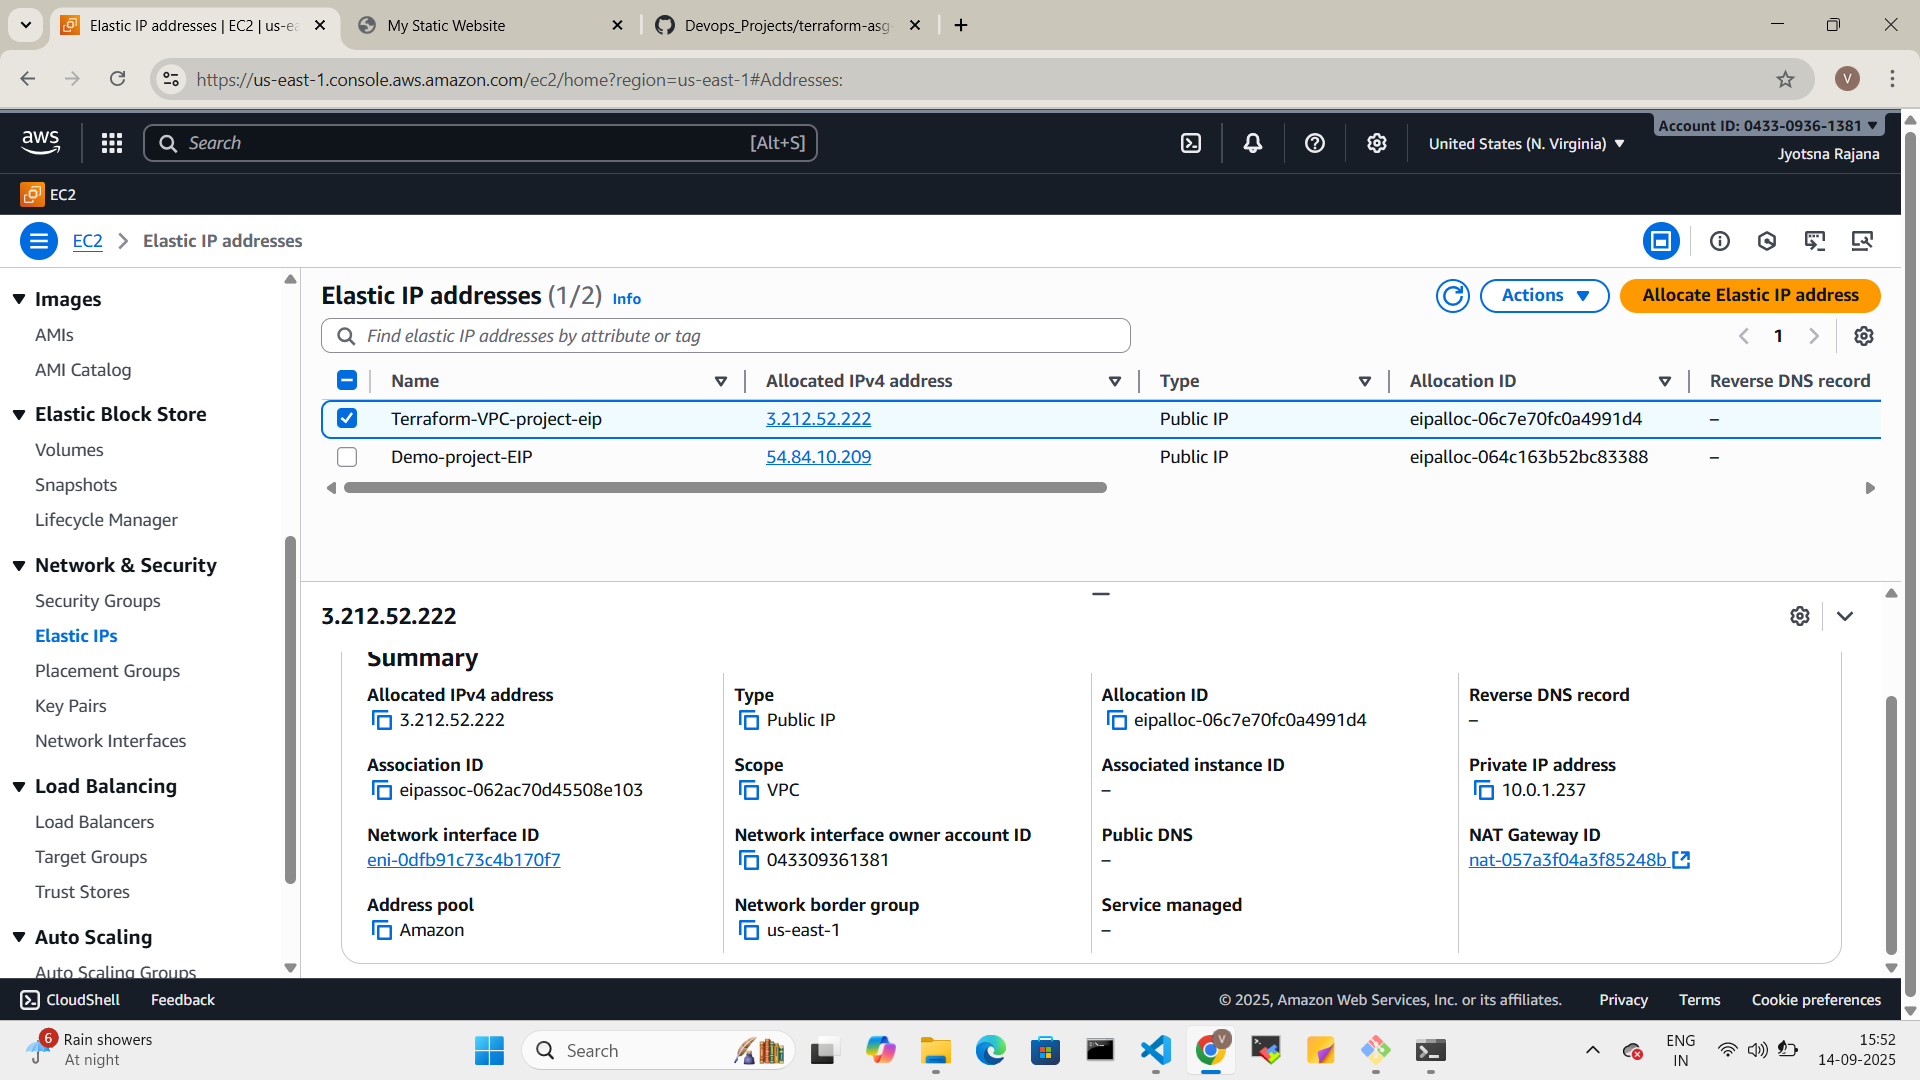 Elastic IP addresses | EC2 | us-ea
My Static Website
Devops_Projects/terraform-asg
https://us-east-1.console.aws.amazon.com/ec2/home?region=us-east-1#Addresses:
V
aws
Search
[Alt+S]
United States (N. Virginia)
Account ID: 0433-0936-1381
Jyotsna Rajana
EC2
EC2 > Elastic IP addresses
Images
AMIs
AMI Catalog
Elastic Block Store
Volumes
Snapshots
Lifecycle Manager
Network & Security
Security Groups
Elastic IPs
Placement Groups
Key Pairs
Network Interfaces
Load Balancing
Load Balancers
Target Groups
Trust Stores
Auto Scaling
Auto Scaling Groups
Elastic IP addresses (1/2) Info
Actions
Allocate Elastic IP address
Find elastic IP addresses by attribute or tag
1
Name Allocated IPv4 address Type Allocation ID Reverse DNS record
Terraform-VPC-project-eip 3.212.52.222 Public IP eipalloc-06c7e70fc0a4991d4 –
Demo-project-EIP 54.84.10.209 Public IP eipalloc-064c163b52bc83388 –
3.212.52.222
Summary
Allocated IPv4 address Type Allocation ID Reverse DNS record
3.212.52.222 Public IP eipalloc-06c7e70fc0a4991d4 –
Association ID Scope Associated instance ID Private IP address
eipassoc-062ac70d45508e103 VPC – 10.0.1.237
Network interface ID Network interface owner account ID Public DNS NAT Gateway ID
eni-0dfb91c73c4b170f7 043309361381 – nat-057a3f04a3f85248b
Address pool Network border group Service managed
Amazon us-east-1 –
CloudShell Feedback
© 2025, Amazon Web Services, Inc. or its affiliates. Privacy Terms Cookie preferences
6
Rain showers
At night
Search
V
ENG
IN
15:52
14-09-2025